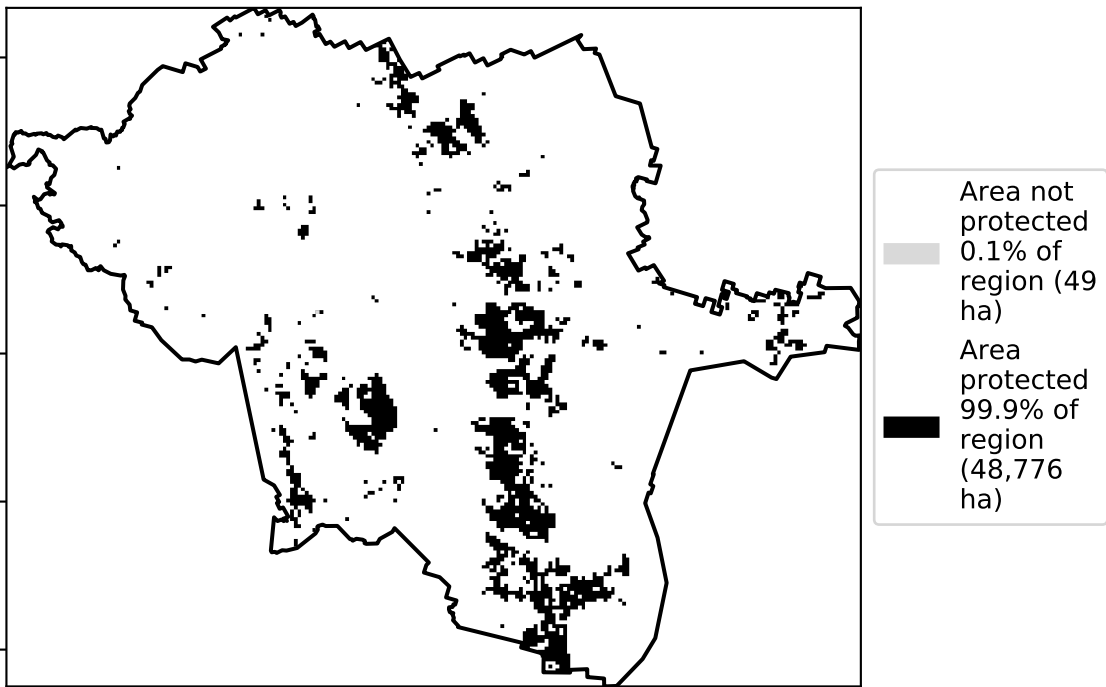 Area not
protected
0.1% of
region (49
ha)
Area
protected
99.9% of
region
(48,776
ha)